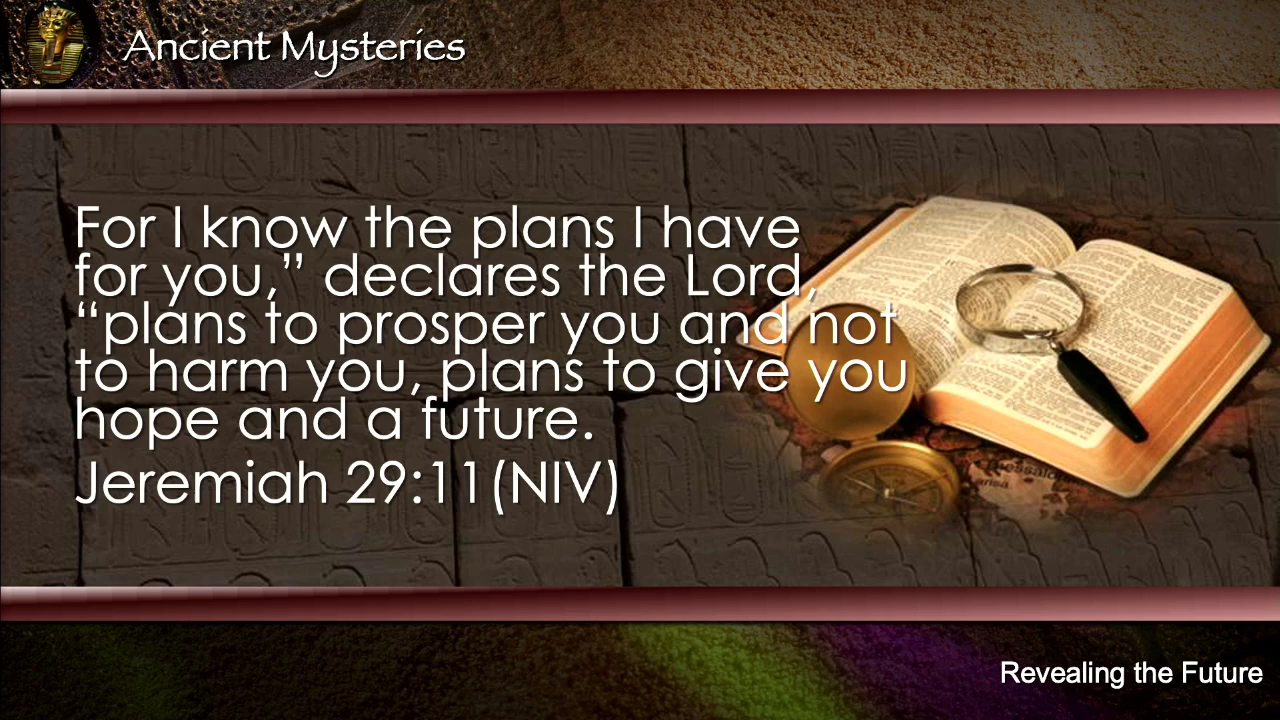 Ancient Mysteries
For I know the plans I have
for you,” declares the Lord,
“plans to prosper you and not
to harm you, plans to give you
hope and a future.
Jeremiah 29:11(NIV)
Revealing the Future